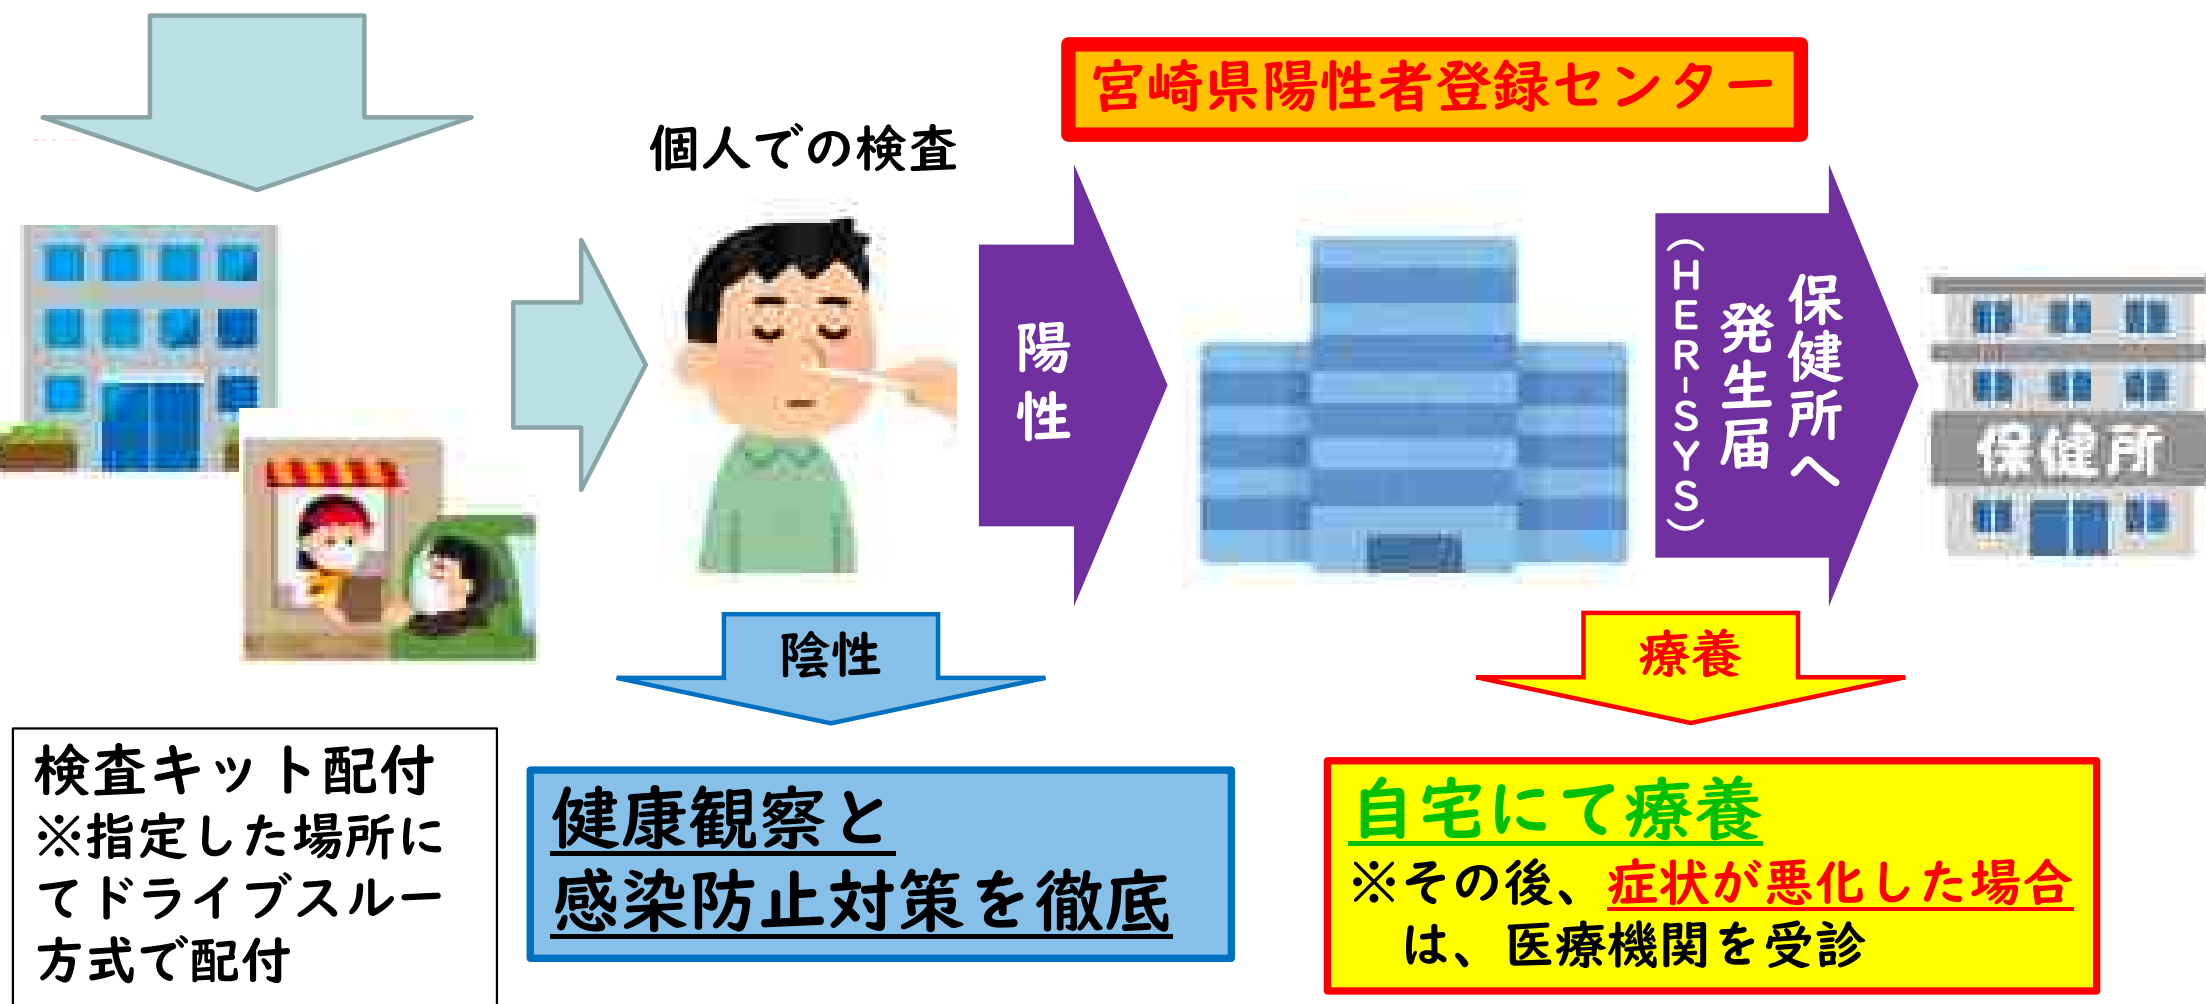 宮崎県陽性者登録センター
個人での検査
陽性
保健所へ
発生届
(HER-SYS)
保健所
陰性
療養
検査キット配付
※指定した場所に
てドライブスルー
方式で配付
健康観察と
感染防止対策を徹底
自宅にて療養
※その後、症状が悪化した場合
は、医療機関を受診